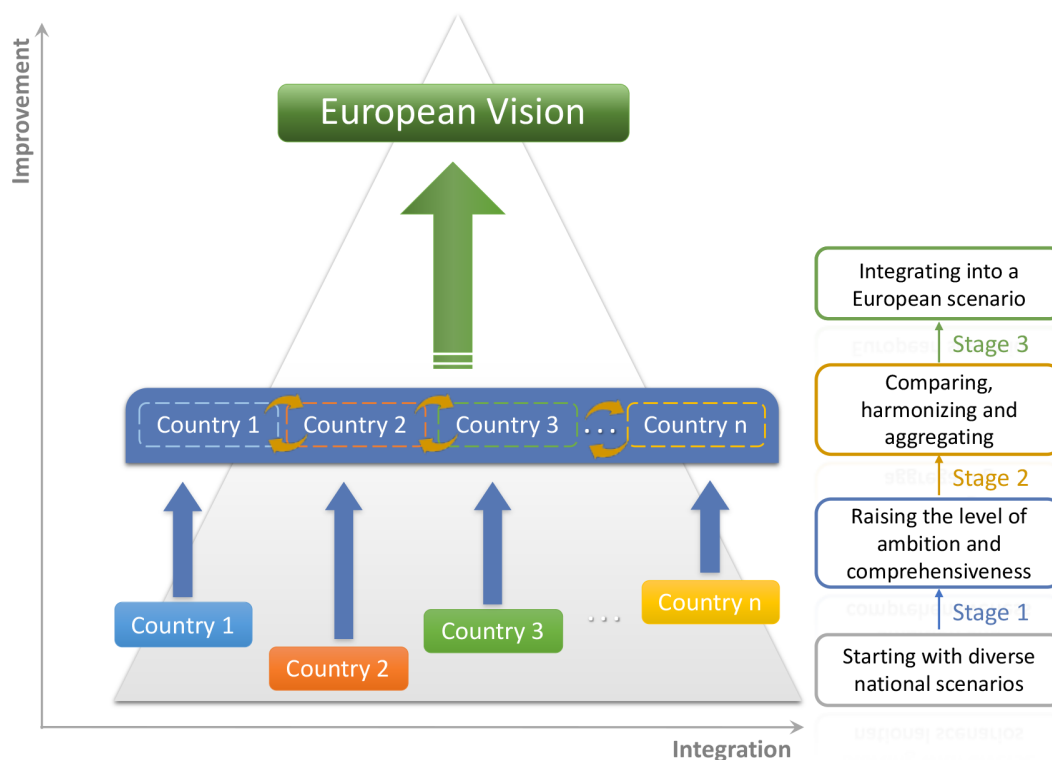 Improvement
European Vision
Country 1
Country 2
Country 3
...
Country n
Country 1
Country 2
Country 3
...
Country n
Integration
Integrating into a
European scenario
Stage 3
Comparing,
harmonizing and
aggregating
Stage 2
Raising the level of
ambition and
comprehensiveness
Stage 1
Starting with diverse
national scenarios